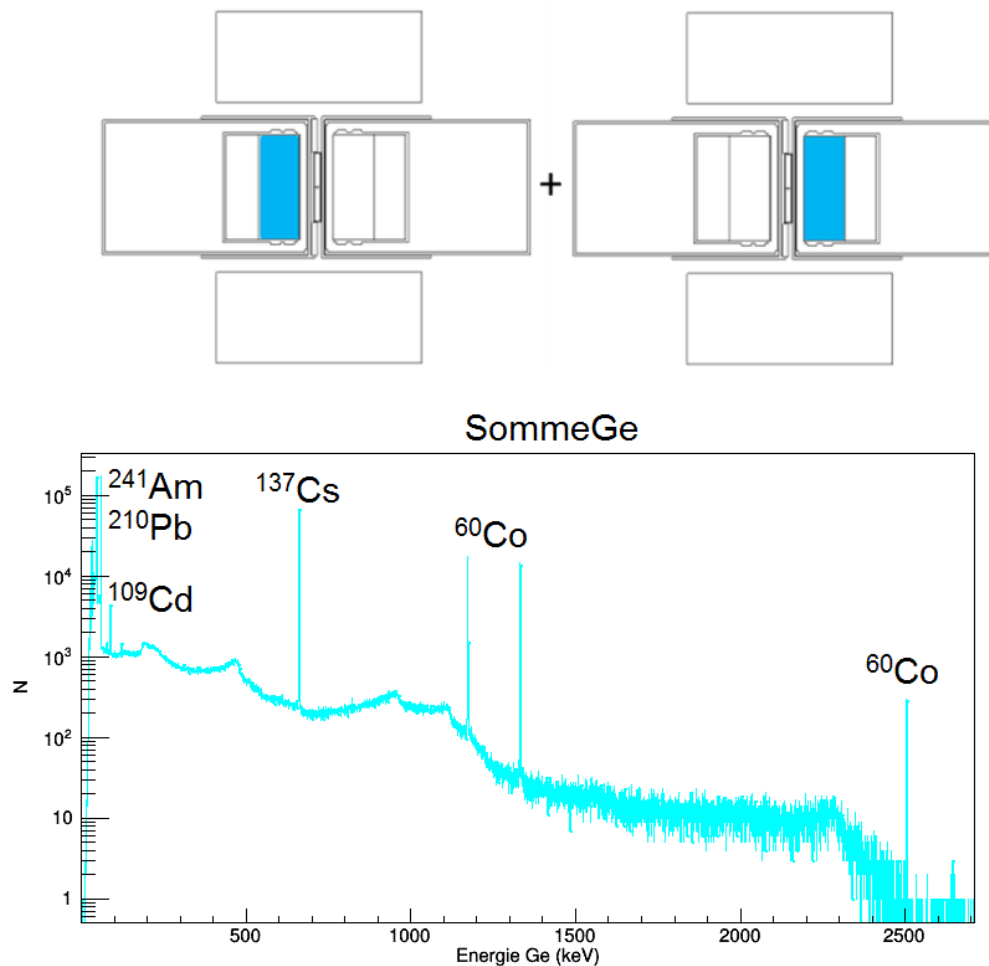 +
SommeGe
²⁴¹Am
²¹⁰Pb
¹⁰⁹Cd
¹³⁷Cs
⁶⁰Co
⁶⁰Co
N
10⁵
10⁴
10³
10²
10
1
500 1000 1500 2000 2500
Energie Ge (keV)